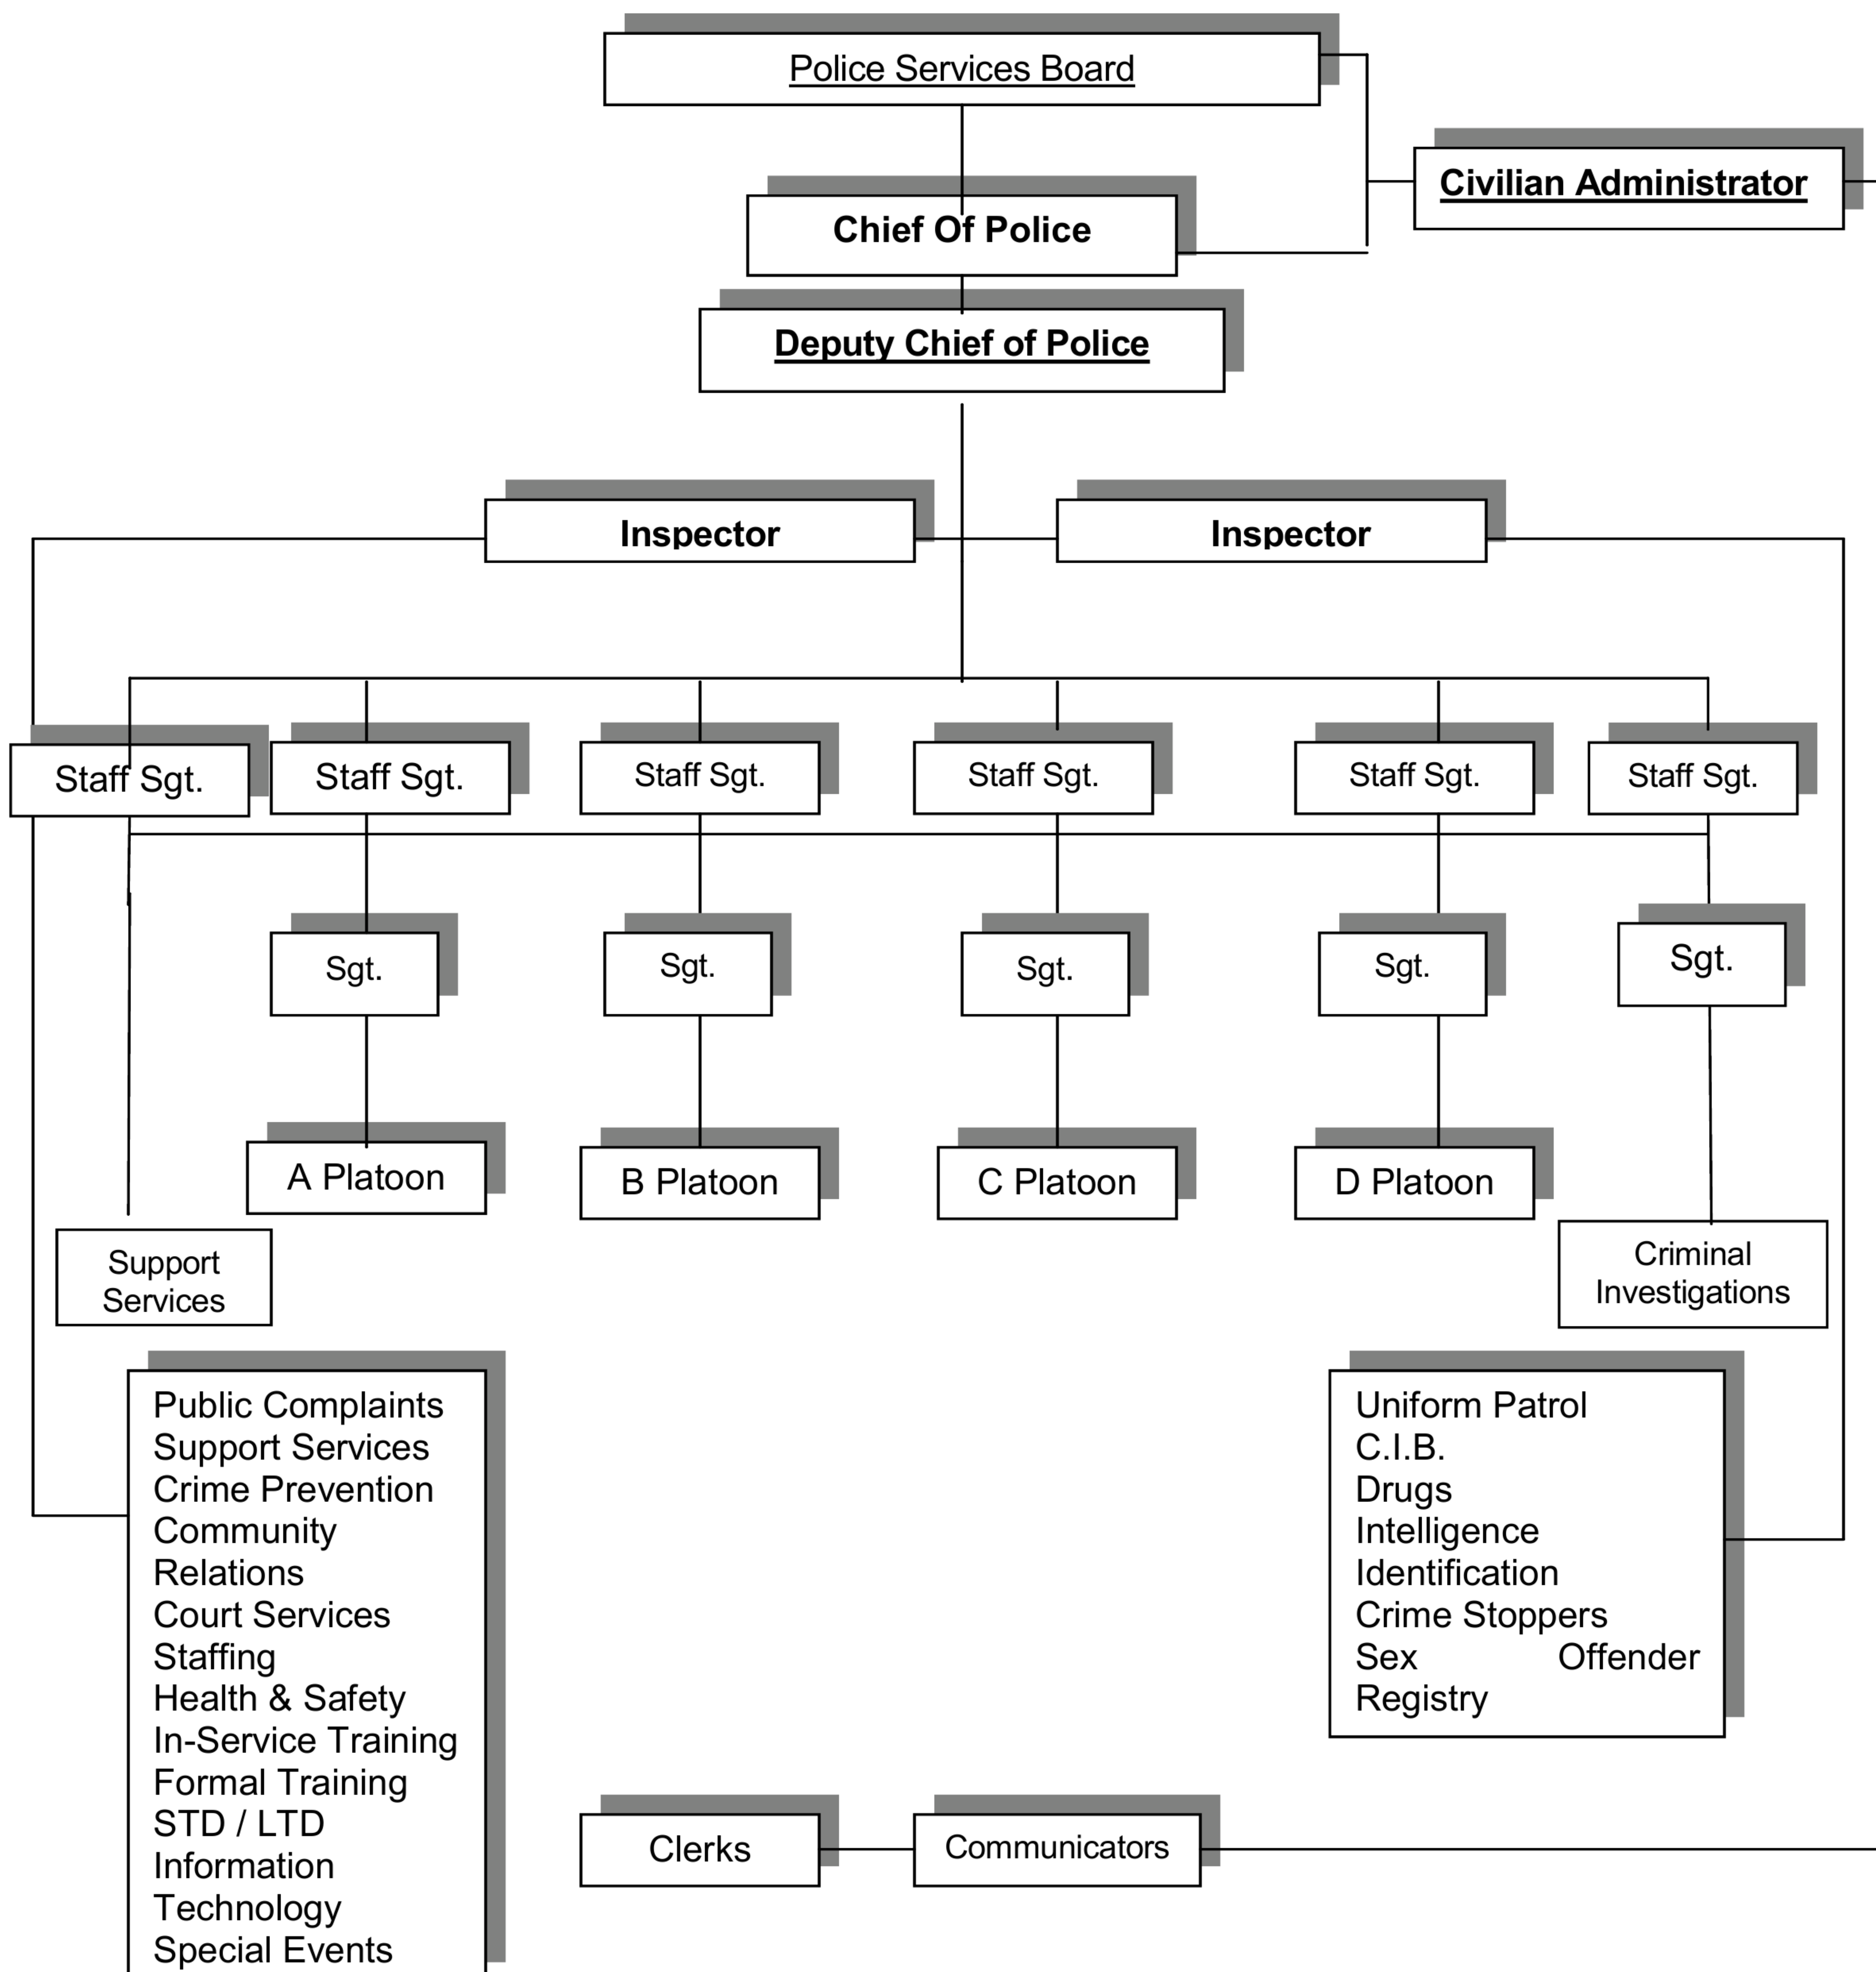 Police Services Board
Civilian Administrator
Chief Of Police
Deputy Chief of Police
Inspector
Inspector
Staff Sgt.
Staff Sgt.
Staff Sgt.
Staff Sgt.
Staff Sgt.
Staff Sgt.
Sgt.
Sgt.
Sgt.
Sgt.
Sgt.
A Platoon
B Platoon
C Platoon
D Platoon
Support
Services
Criminal
Investigations
Public Complaints
Support Services
Crime Prevention
Community
Relations
Court Services
Staffing
Health & Safety
In-Service Training
Formal Training
STD / LTD
Information
Technology
Special Events
Uniform Patrol
C.I.B.
Drugs
Intelligence
Identification
Crime Stoppers
Sex Offender
Registry
Clerks
Communicators